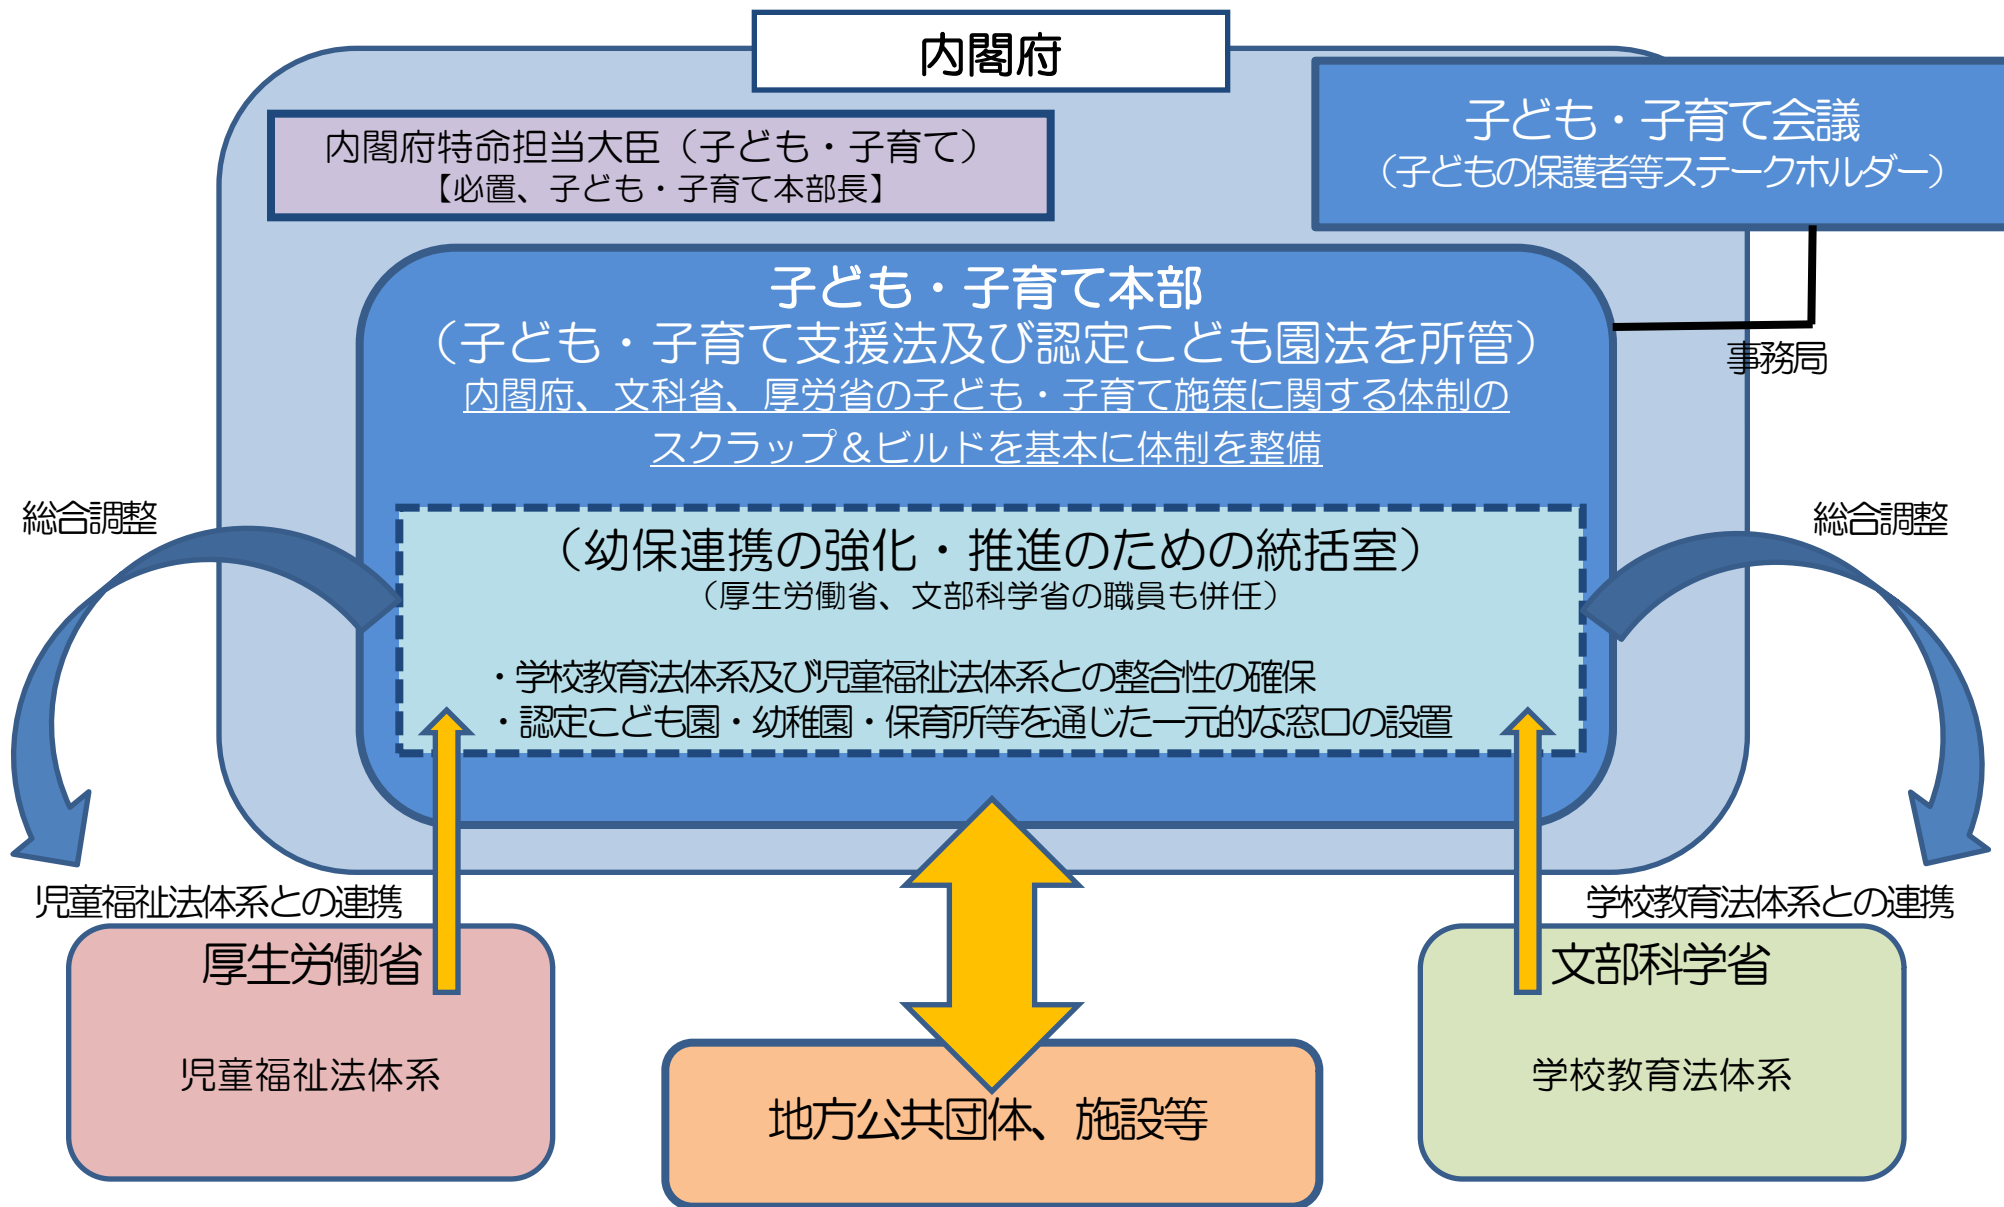 内閣府
内閣府特命担当大臣（子ども・子育て）
【必置、子ども・子育て本部長】
子ども・子育て会議
（子どもの保護者等ステークホルダー）
子ども・子育て本部
（子ども・子育て支援法及び認定こども園法を所管）
内閣府、文科省、厚労省の子ども・子育て施策に関する体制の
スクラップ＆ビルドを基本に体制を整備
事務局
総合調整
総合調整
（幼保連携の強化・推進のための統括室）
（厚生労働省、文部科学省の職員も併任）
・学校教育法体系及び児童福祉法体系との整合性の確保
・認定こども園・幼稚園・保育所等を通じた一元的な窓口の設置
児童福祉法体系との連携
学校教育法体系との連携
厚生労働省
児童福祉法体系
文部科学省
学校教育法体系
地方公共団体、施設等